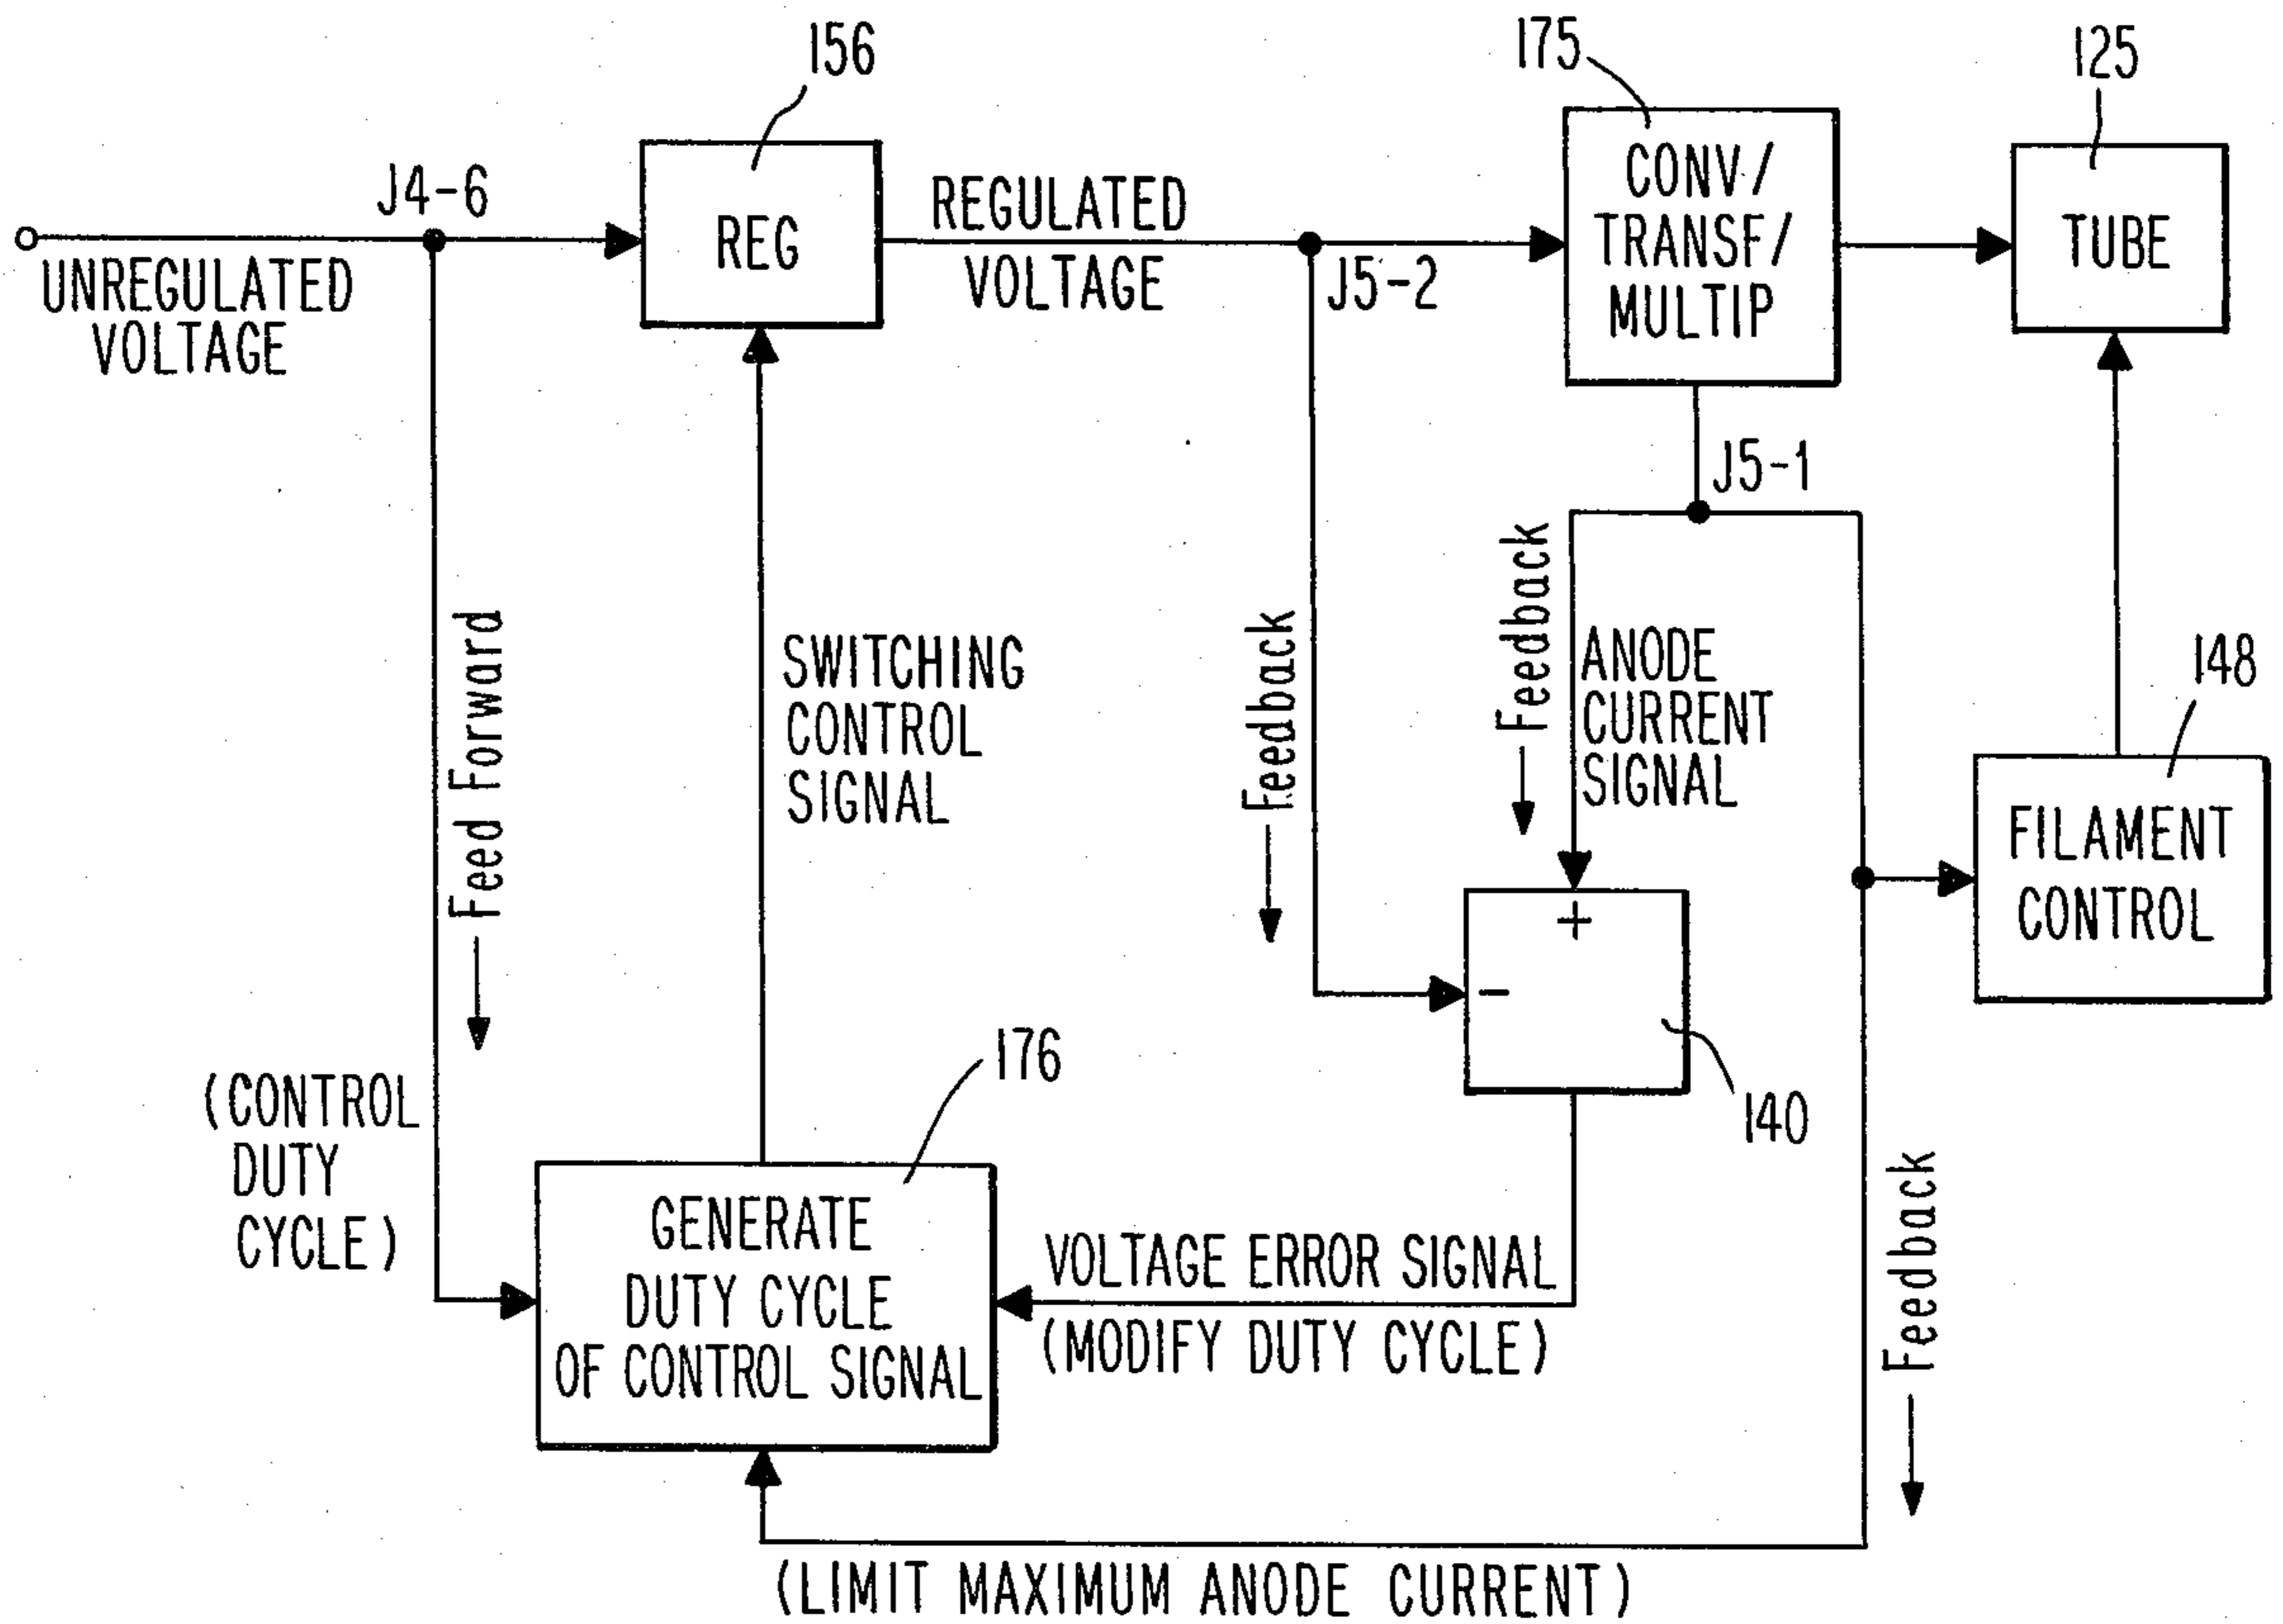 156
175
125
J4-6
UNREGULATED
VOLTAGE
REG
REGULATED
VOLTAGE
J5-2
CONV/
TRANSF/
MULTIP
TUBE
J5-1
Feed Forward
SWITCHING
CONTROL
SIGNAL
Feedback
Feedback
ANODE
CURRENT
SIGNAL
148
FILAMENT
CONTROL
+
-
140
176
(CONTROL
DUTY
CYCLE)
GENERATE
DUTY CYCLE
OF CONTROL SIGNAL
VOLTAGE ERROR SIGNAL
(MODIFY DUTY CYCLE)
Feedback
(LIMIT MAXIMUM ANODE CURRENT)